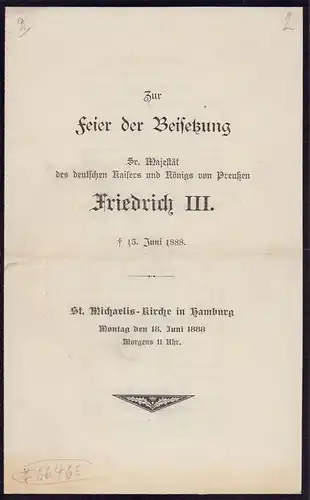 2
Zur
Feier der Beisetzung
Sr. Majestät
des deutschen Kaisers und Königs von Preußen
Friedrich III.
† 15. Juni 1888.
St. Michaelis-Kirche in Hamburg
Montag den 18. Juni 1888
Morgens 11 Uhr.